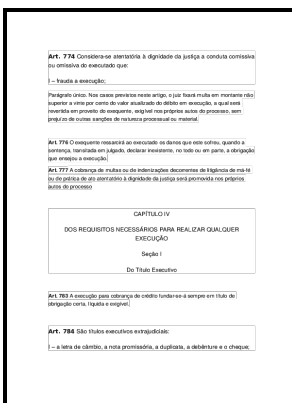 Art. 774 Considera-se atentatória à dignidade da justiça a conduta comissiva
ou omissiva do executado que:
I – frauda a execução;
Parágrafo único. Nos casos previstos neste artigo, o juiz fixará multa em montante não
superior a vinte por cento do valor atualizado do débito em execução, a qual será
revertida em proveito do exequente, exigível nos próprios autos do processo, sem
prejuízo de outras sanções de natureza processual ou material.
Art. 776 O exequente ressarcirá ao executado os danos que este sofreu, quando a
sentença, transitada em julgado, declarar inexistente, no todo ou em parte, a obrigação
que ensejou a execução.
Art. 777 A cobrança de multas ou de indenizações decorrentes de litigância de má-fé
ou de prática de ato atentatório à dignidade da justiça será promovida nos próprios
autos do processo
CAPÍTULO IV
DOS REQUISITOS NECESSÁRIOS PARA REALIZAR QUALQUER
EXECUÇÃO
Seção I
Do Título Executivo
Art. 783 A execução para cobrança de crédito fundar-se-á sempre em título de
obrigação certa, líquida e exigível.
Art. 784 São títulos executivos extrajudiciais:
I – a letra de câmbio, a nota promissória, a duplicata, a debênture e o cheque;